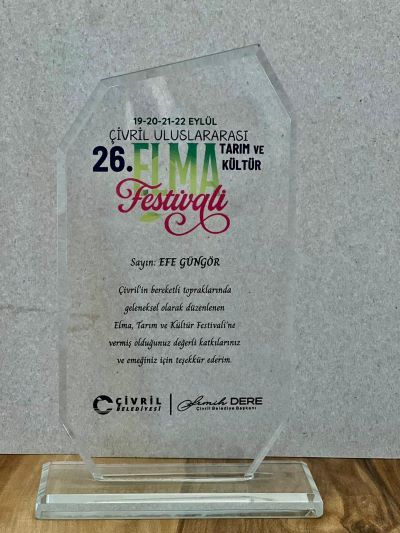 19-20-21-22 EYLÜL
ÇİVRİL ULUSLARARASI
26. ELMA TARIM VE KÜLTÜR
Festivali
Sayın: EFE GÜNGÖR
Çivril'in bereketli topraklarında
geleneksel olarak düzenlenen
Elma, Tarım ve Kültür Festivali'ne
vermiş olduğunuz değerli katkılarınız
ve emeğiniz için teşekkür ederim.
ÇİVRİL BELEDİYESİ
Semih DERE
Çivril Belediye Başkanı